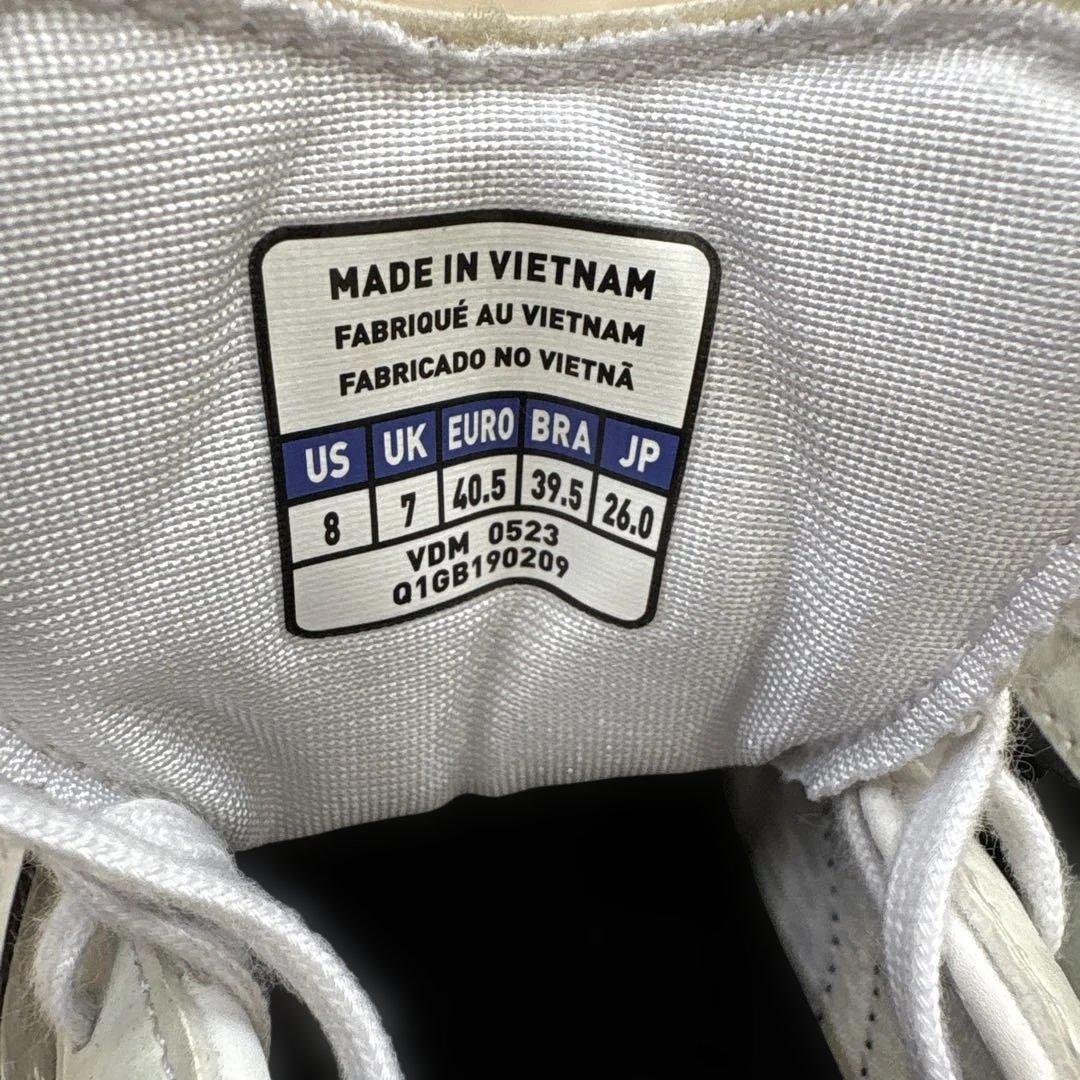 MADE IN VIETNAM
FABRIQUÉ AU VIETNAM
FABRICADO NO VIETNÃ
US UK EURO BRA JP
8 7 40.5 39.5 26.0
VDM 0523
Q1GB190209